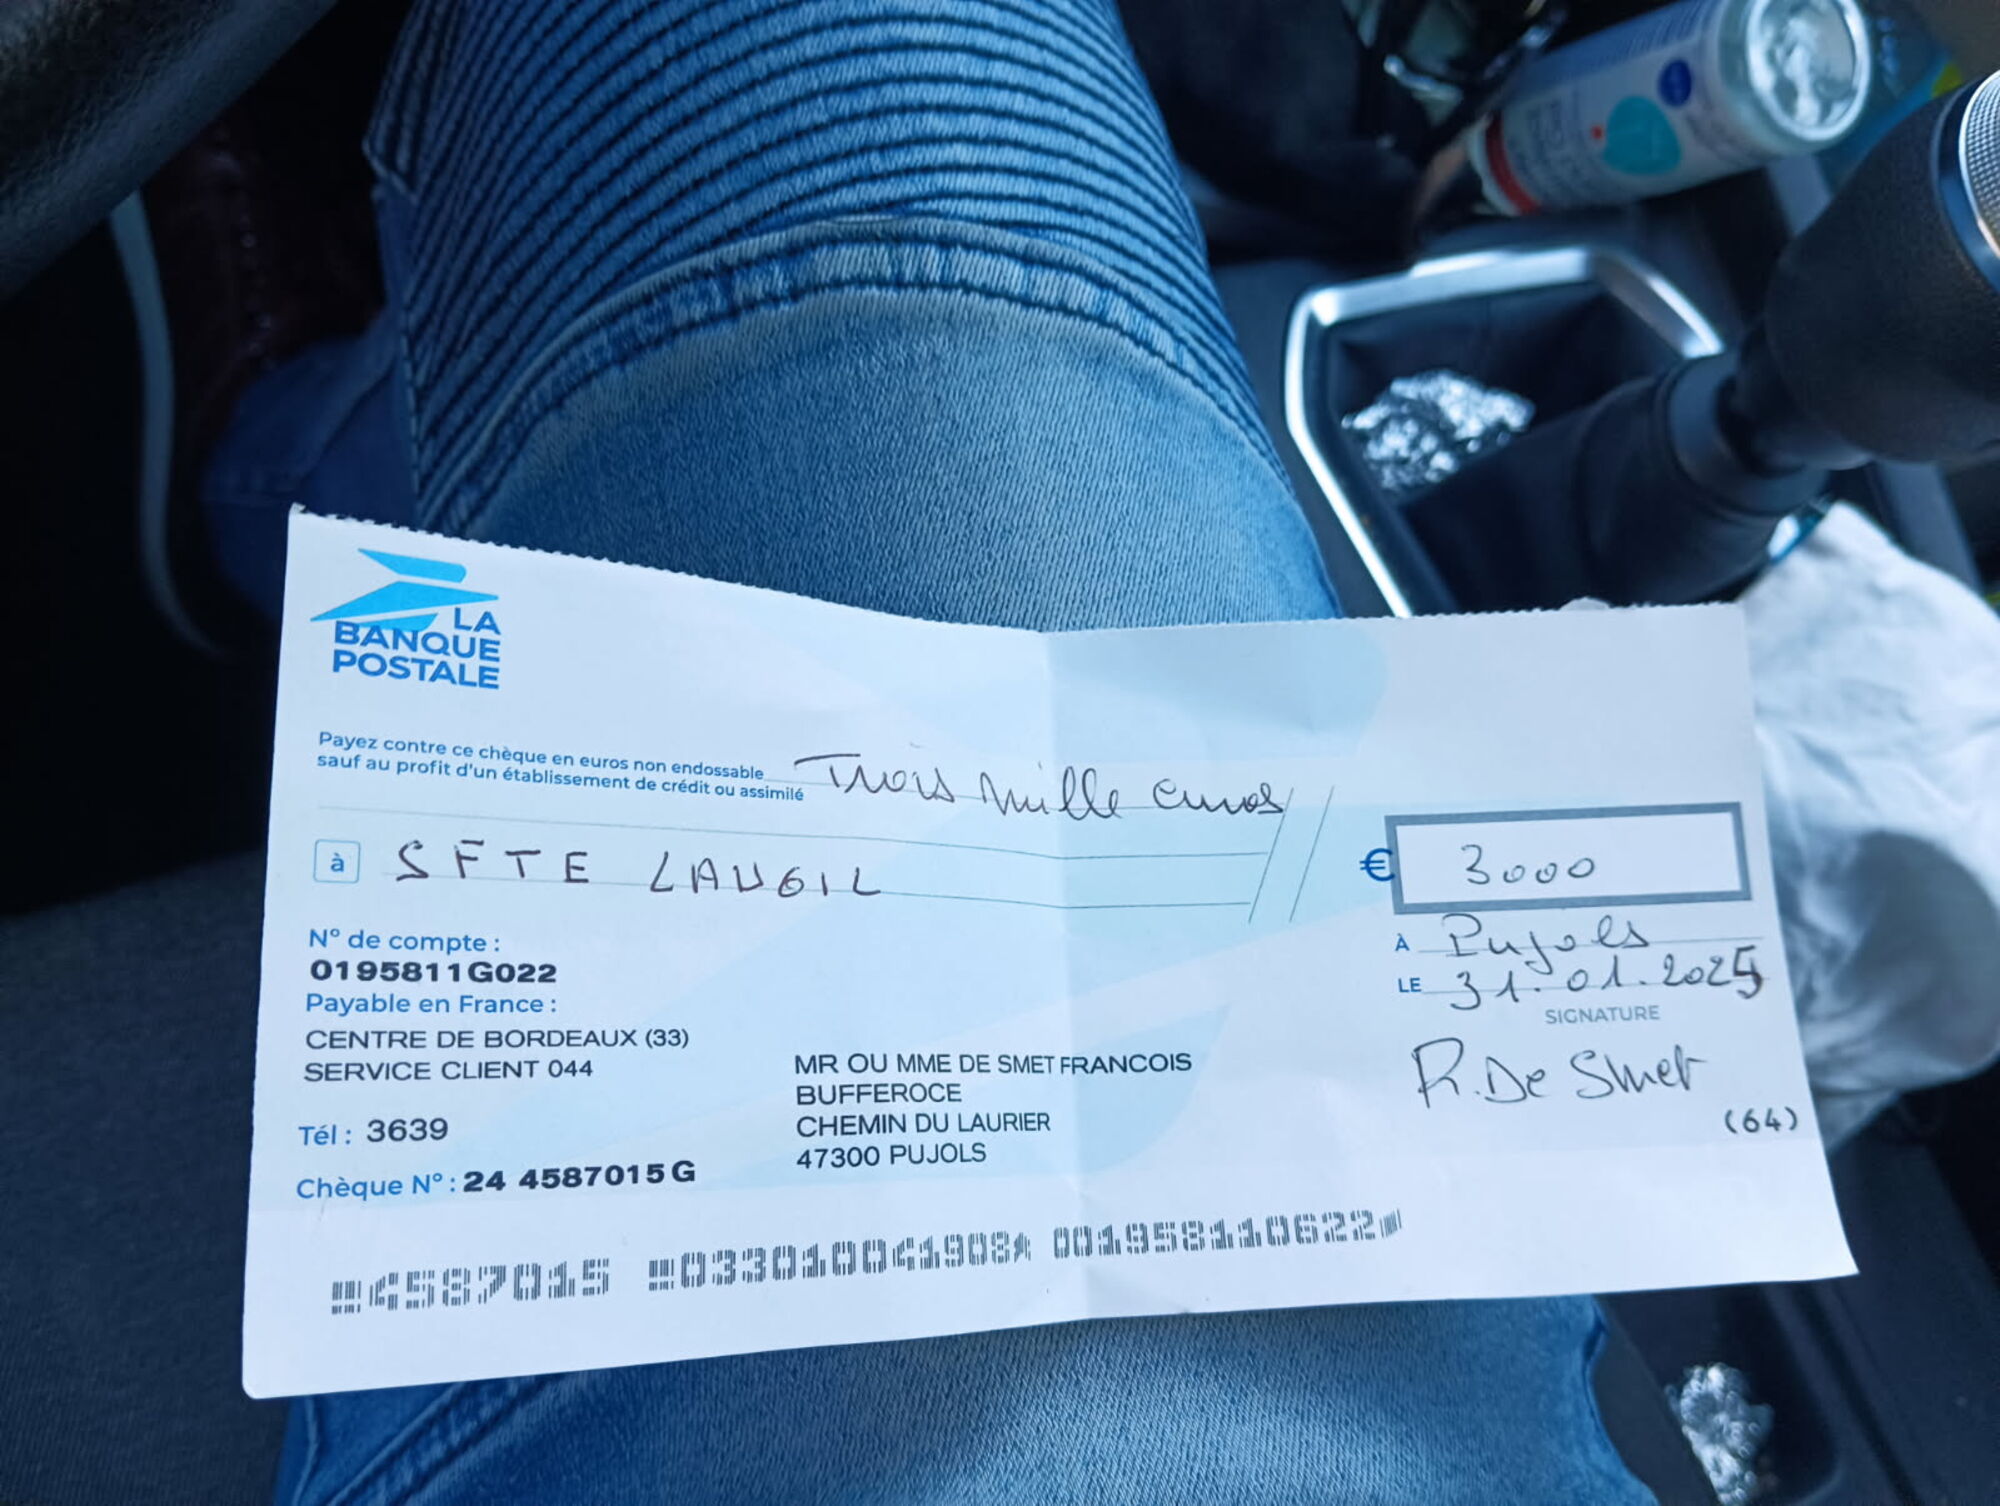 LA
BANQUE
POSTALE
Payez contre ce chèque en euros non endossable
sauf au profit d'un établissement de crédit ou assimilé
Trois mille euros
à SFTE LAUGIL
€ 3000
À Pujols
LE 31.01.2025
SIGNATURE
R. De Smet
(64)
N° de compte :
0195811G022
Payable en France :
CENTRE DE BORDEAUX (33)
SERVICE CLIENT 044
Tél : 3639
Chèque N° : 24 4587015G
MR OU MME DE SMET FRANCOIS
BUFFEROCE
CHEMIN DU LAURIER
47300 PUJOLS
4587015 033010041908 001958110622